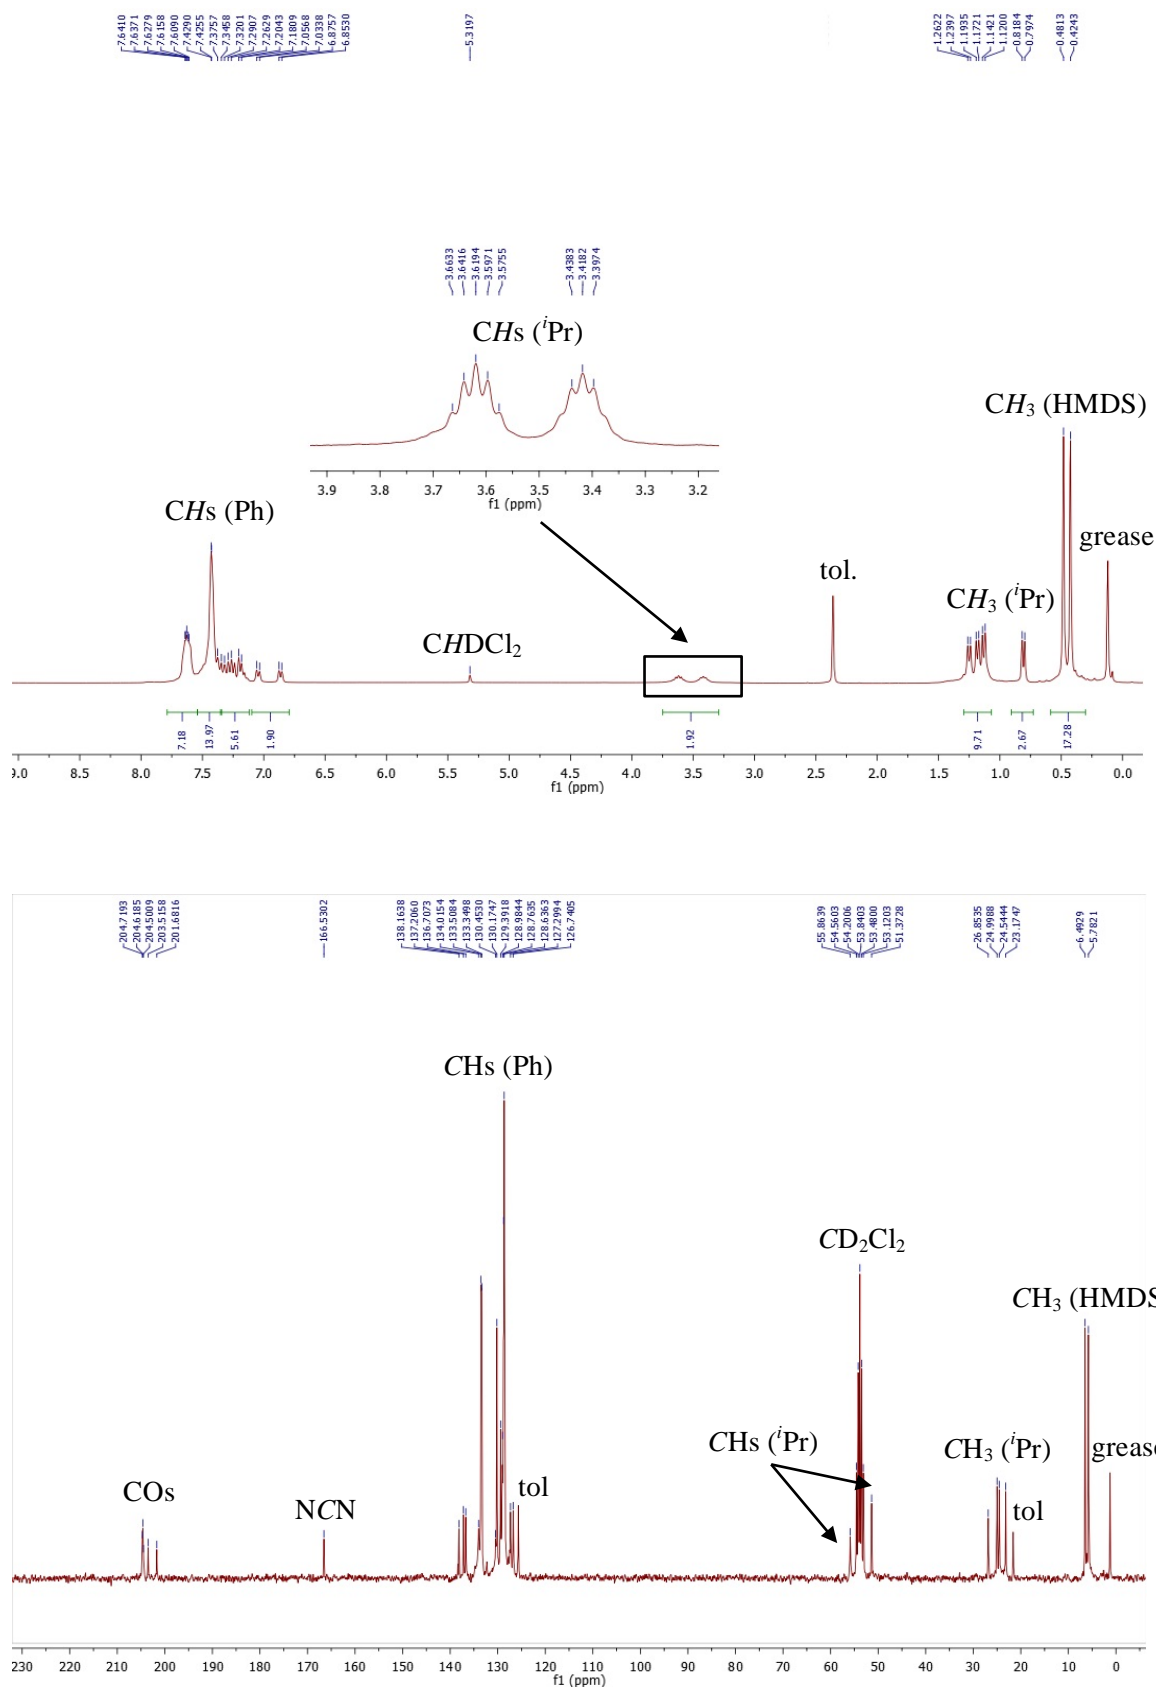 7.6410 7.6371 7.6279 7.6158 7.6090 7.4290 7.4255 7.3757 7.3458 7.3201 7.2907 7.2629 7.2043 7.1809 7.0568 7.0338 6.8757 6.8530
5.3197
1.2622 1.2397 1.1935 1.1721 1.1421 1.1200 0.8184 0.7974
0.4813 0.4243
3.6633 3.6416 3.6194 3.5971 3.5755
3.4383 3.4182 3.3974
CHs (iPr)
CH3 (HMDS)
3.9 3.8 3.7 3.6 3.5 3.4 3.3 3.2
f1 (ppm)
CHs (Ph)
grease
tol.
CH3 (iPr)
CHDCl2
7.18 13.97 5.61 1.90 1.92 9.71 2.67 17.28
9.0 8.5 8.0 7.5 7.0 6.5 6.0 5.5 5.0 4.5 4.0 3.5 3.0 2.5 2.0 1.5 1.0 0.5 0.0
f1 (ppm)
204.7193 204.6185 204.5009 203.5158 201.6816
166.5302
138.1638 137.2060 136.7073 134.0154 133.5084 133.3498 130.4530 130.1747 129.3918 128.9844 128.7635 128.6363 127.2994 126.7405
55.8639 54.5603 54.2006 53.8403 53.4800 53.1203 51.3728
26.8535 24.9988 24.5444 23.1747
6.4929 5.7821
CHs (Ph)
CD2Cl2
CH3 (HMDS
CHs (iPr)
CH3 (iPr)
grease
COs
NCN
tol
tol
230 220 210 200 190 180 170 160 150 140 130 120 110 100 90 80 70 60 50 40 30 20 10 0
f1 (ppm)